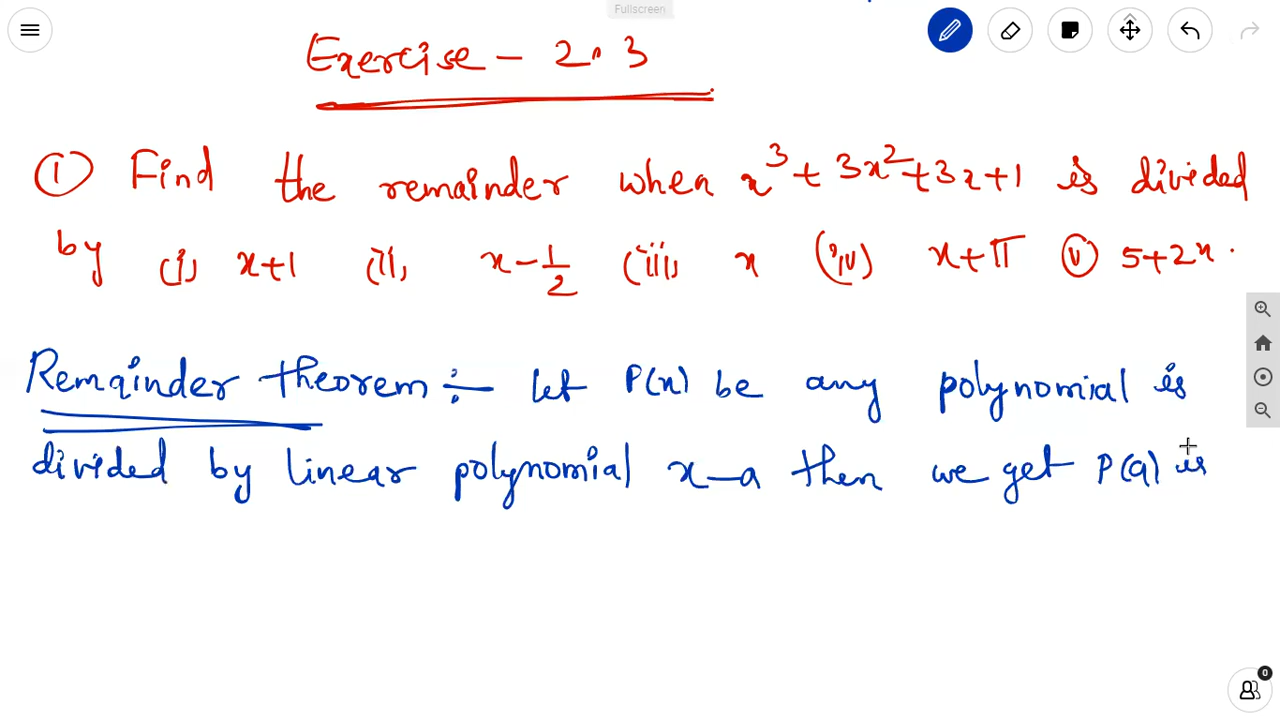 Fullscreen
Exercise - 2.3
① Find the remainder when x³ + 3x² + 3x + 1 is divided
by (i) x+1 (ii) x - 1/2 (iii) x (iv) x + π ⓥ 5+2x.
Remainder theorem :- let P(x) be any polynomial is
divided by linear polynomial x-a then we get P(a) is
0